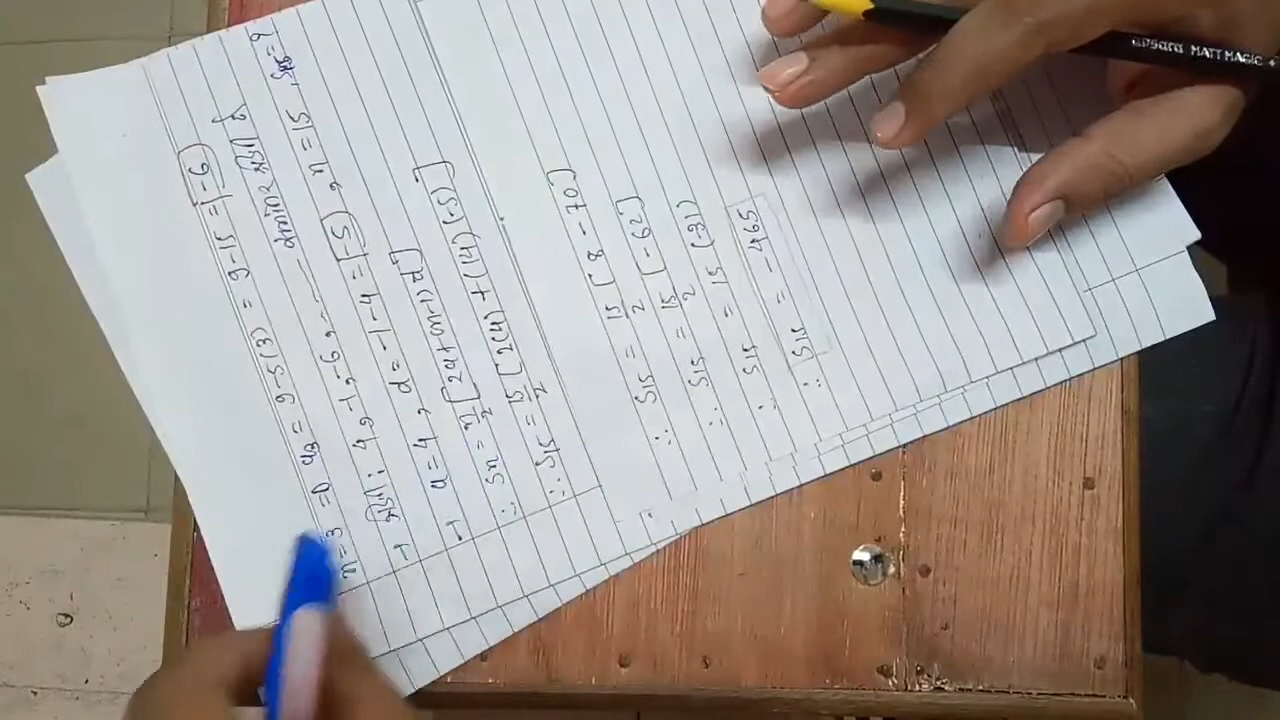 n=3 ⇒ a3 = 9-5(3) = 9-15 = -6
4, -1, -6, ...
a=4, d= -1-4 = -5, n=15, S15=?
∴ Sn = n/2 [2a+(n-1)d]
∴ S15 = 15/2 [2(4)+(14)(-5)]
∴ S15 = 15/2 [8-70]
∴ S15 = 15/2 [-62]
∴ S15 = 15 (-31)
∴ S15 = -465
apsara MATT MAGIC +